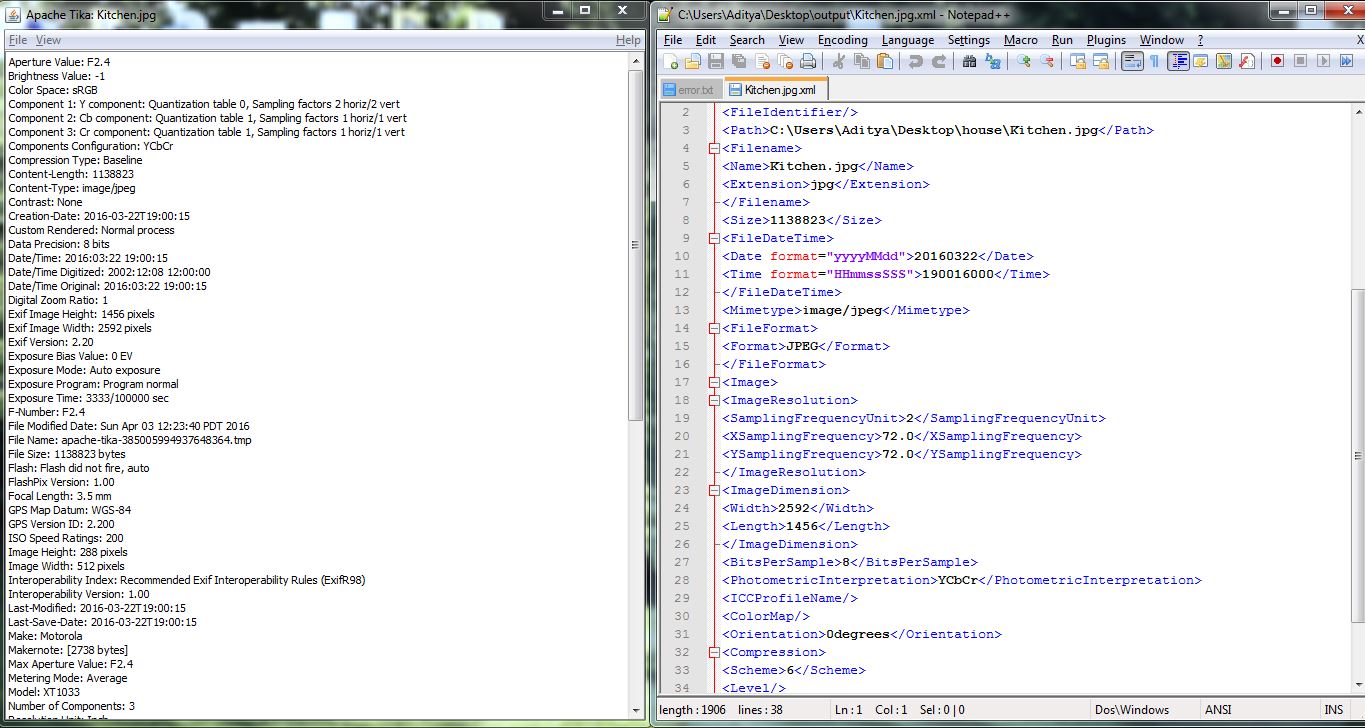 Apache Tika: Kitchen.jpg
File View Help
Aperture Value: F2.4
Brightness Value: -1
Color Space: sRGB
Component 1: Y component: Quantization table 0, Sampling factors 2 horiz/2 vert
Component 2: Cb component: Quantization table 1, Sampling factors 1 horiz/1 vert
Component 3: Cr component: Quantization table 1, Sampling factors 1 horiz/1 vert
Components Configuration: YCbCr
Compression Type: Baseline
Content-Length: 1138823
Content-Type: image/jpeg
Contrast: None
Creation-Date: 2016-03-22T19:00:15
Custom Rendered: Normal process
Data Precision: 8 bits
Date/Time: 2016:03:22 19:00:15
Date/Time Digitized: 2002:12:08 12:00:00
Date/Time Original: 2016:03:22 19:00:15
Digital Zoom Ratio: 1
Exif Image Height: 1456 pixels
Exif Image Width: 2592 pixels
Exif Version: 2.20
Exposure Bias Value: 0 EV
Exposure Mode: Auto exposure
Exposure Program: Program normal
Exposure Time: 3333/100000 sec
F-Number: F2.4
File Modified Date: Sun Apr 03 12:23:40 PDT 2016
File Name: apache-tika-385005994937648364.tmp
File Size: 1138823 bytes
Flash: Flash did not fire, auto
FlashPix Version: 1.00
Focal Length: 3.5 mm
GPS Map Datum: WGS-84
GPS Version ID: 2.200
ISO Speed Ratings: 200
Image Height: 288 pixels
Image Width: 512 pixels
Interoperability Index: Recommended Exif Interoperability Rules (ExifR98)
Interoperability Version: 1.00
Last-Modified: 2016-03-22T19:00:15
Last-Save-Date: 2016-03-22T19:00:15
Make: Motorola
Makernote: [2738 bytes]
Max Aperture Value: F2.4
Metering Mode: Average
Model: XT1033
Number of Components: 3
Resolution Unit: Inch
C:\Users\Aditya\Desktop\output\Kitchen.jpg.xml - Notepad++
File Edit Search View Encoding Language Settings Macro Run Plugins Window ? X
error.txt Kitchen.jpg.xml
2 <FileIdentifier/>
3 <Path>C:\Users\Aditya\Desktop\house\Kitchen.jpg</Path>
4 <Filename>
5 <Name>Kitchen.jpg</Name>
6 <Extension>jpg</Extension>
7 </Filename>
8 <Size>1138823</Size>
9 <FileDateTime>
10 <Date format="yyyyMMdd">20160322</Date>
11 <Time format="HHmmssSSS">190016000</Time>
12 </FileDateTime>
13 <Mimetype>image/jpeg</Mimetype>
14 <FileFormat>
15 <Format>JPEG</Format>
16 </FileFormat>
17 <Image>
18 <ImageResolution>
19 <SamplingFrequencyUnit>2</SamplingFrequencyUnit>
20 <XSamplingFrequency>72.0</XSamplingFrequency>
21 <YSamplingFrequency>72.0</YSamplingFrequency>
22 </ImageResolution>
23 <ImageDimension>
24 <Width>2592</Width>
25 <Length>1456</Length>
26 </ImageDimension>
27 <BitsPerSample>8</BitsPerSample>
28 <PhotometricInterpretation>YCbCr</PhotometricInterpretation>
29 <ICCProfileName/>
30 <ColorMap/>
31 <Orientation>0degrees</Orientation>
32 <Compression>
33 <Scheme>6</Scheme>
34 <Level/>
length : 1906 lines : 38 Ln : 1 Col : 1 Sel : 0 | 0 Dos\Windows ANSI INS